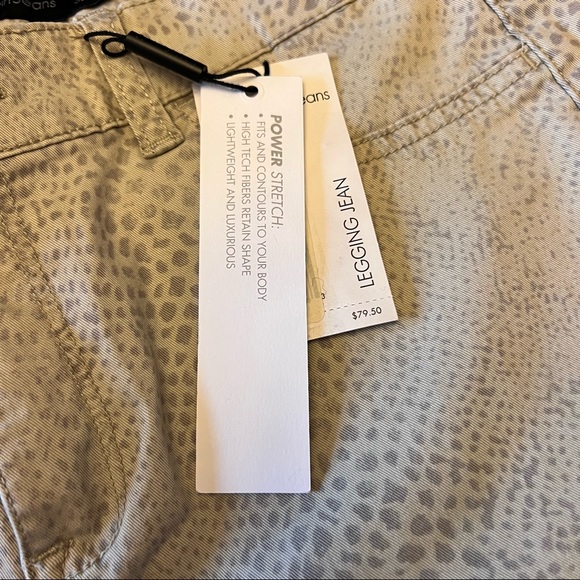 POWER STRETCH:
• FITS AND CONTOURS TO YOUR BODY
• HIGH TECH FIBERS RETAIN SHAPE
• LIGHTWEIGHT AND LUXURIOUS
LEGGING JEAN
$79.50